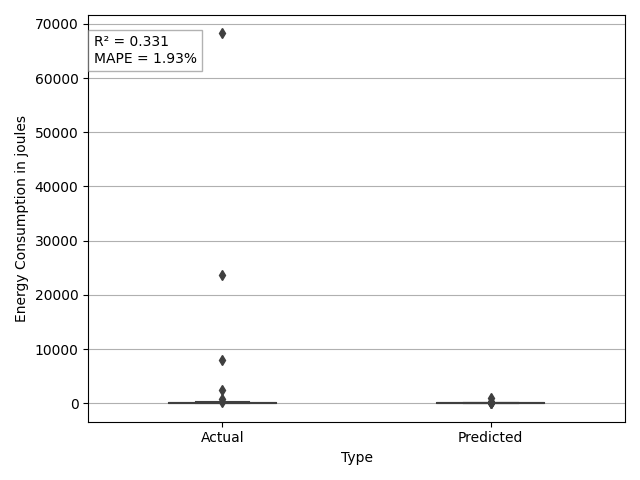 70000
R² = 0.331
MAPE = 1.93%
60000
50000
40000
30000
20000
10000
0
Energy Consumption in joules
Actual
Predicted
Type